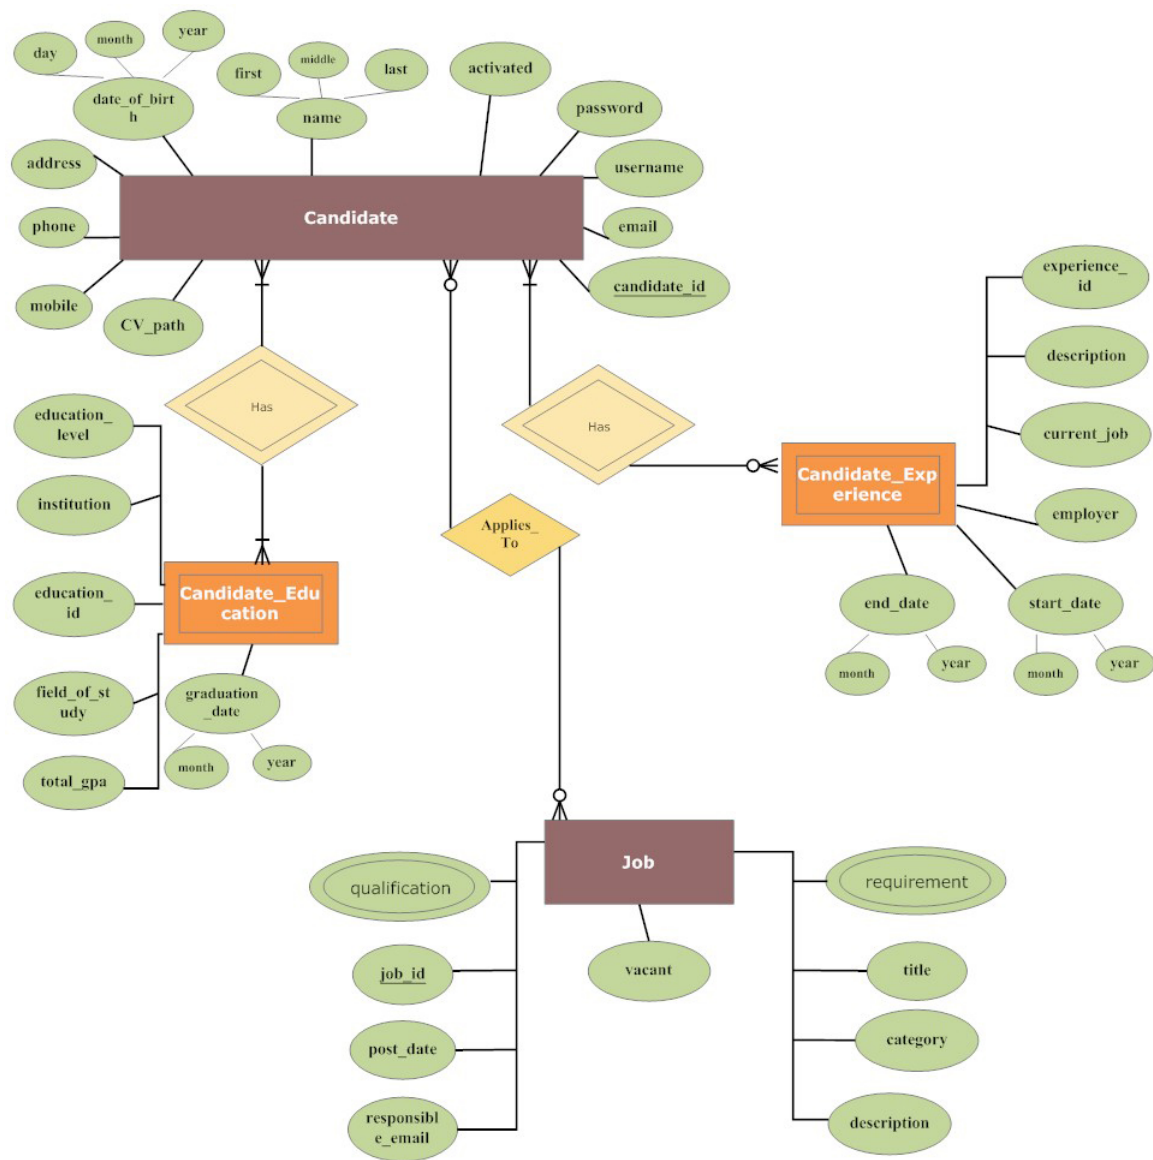 day
month
year
date_of_birt
h
first
middle
last
name
activated
password
address
username
phone
Candidate
email
mobile
CV_path
candidate_id
experience_
id
description
current_job
employer
Has
Has
education_
level
institution
education_
id
field_of_st
udy
total_gpa
Candidate_Edu
cation
graduation
_date
month
year
Applies_
To
Candidate_Exp
erience
end_date
month
year
start_date
month
year
Job
qualification
job_id
post_date
responsibl
e_email
vacant
requirement
title
category
description